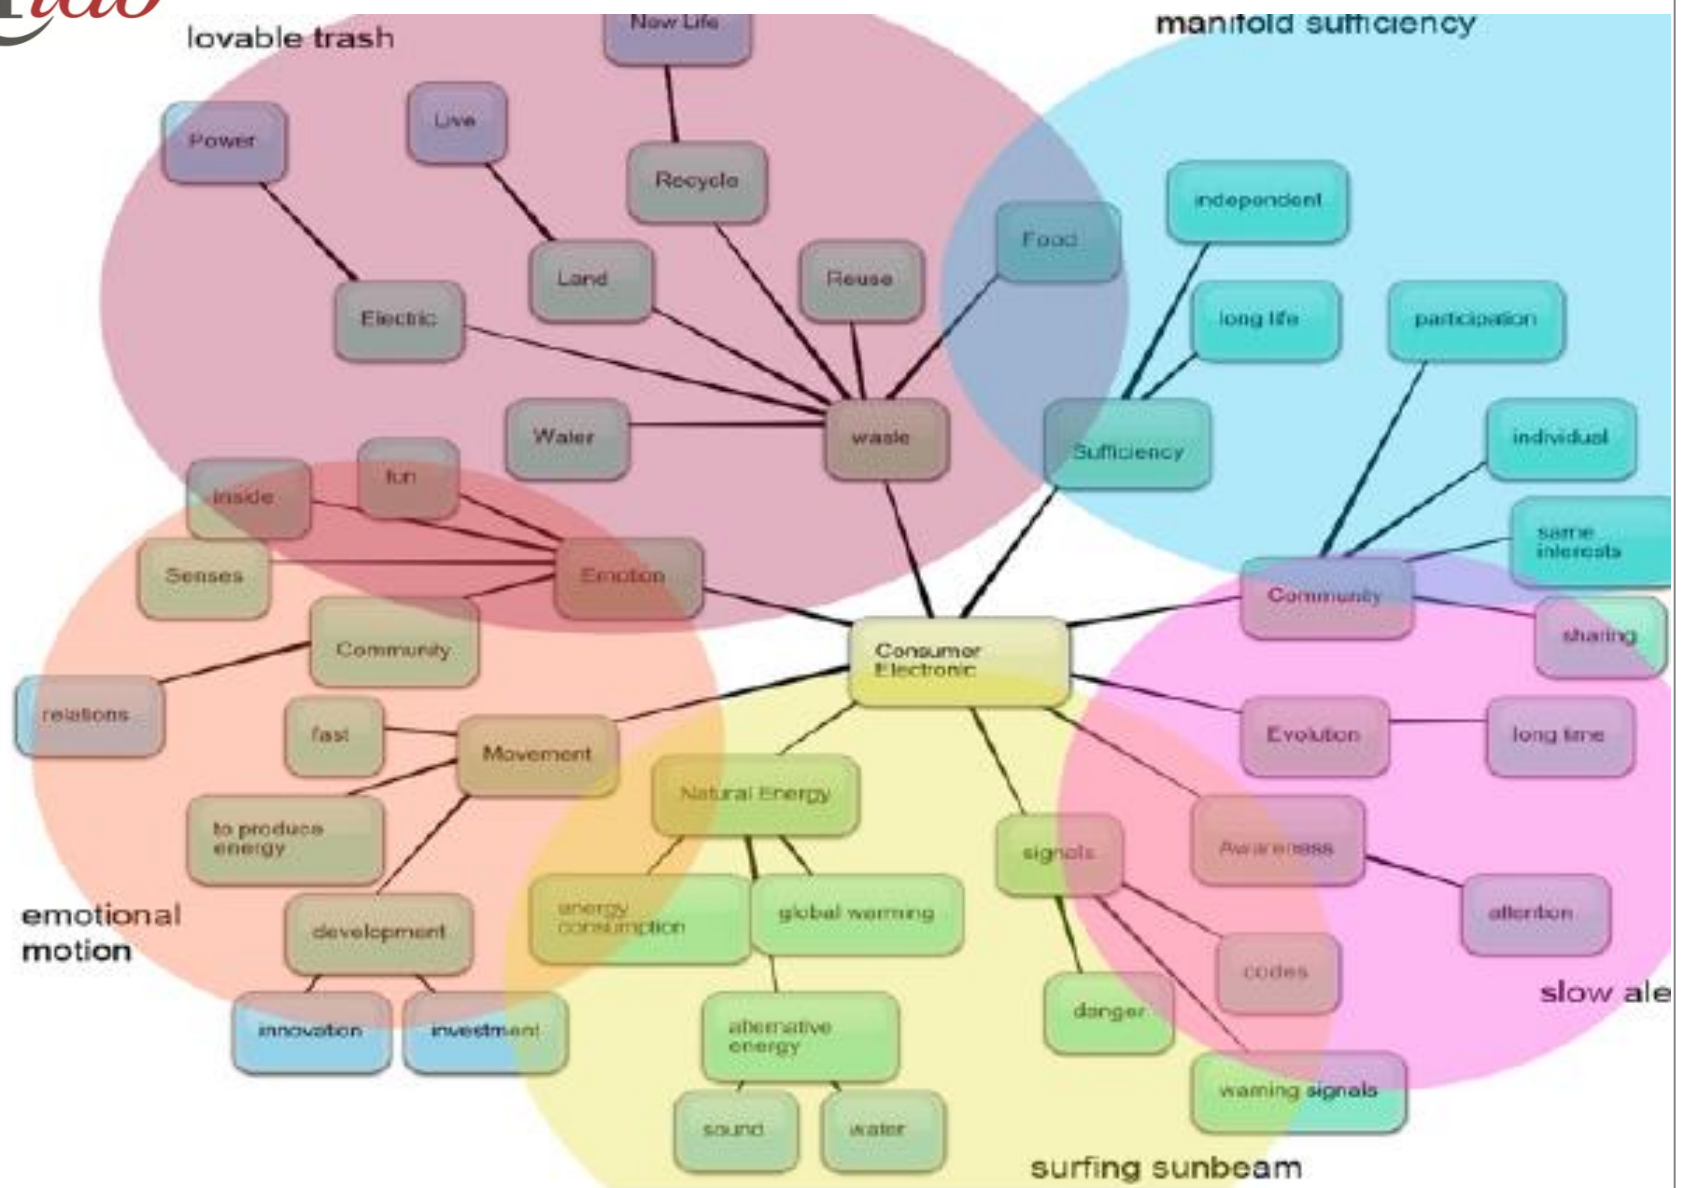 lovable trash
New Life
manifold sufficiency
Power
Live
Recycle
independent
Food
Land
Reuse
Electric
long life
participation
Water
waste
Sufficiency
individual
fun
inside
same
interests
Senses
Emotion
Community
sharing
Community
Consumer
Electronic
relations
fast
Movement
Evolution
long time
Natural Energy
to produce
energy
signals
Awareness
emotional
motion
development
energy
consumption
global warming
attention
codes
slow ale
innovation
investment
alternative
energy
danger
warning signals
sound
water
surfing sunbeam